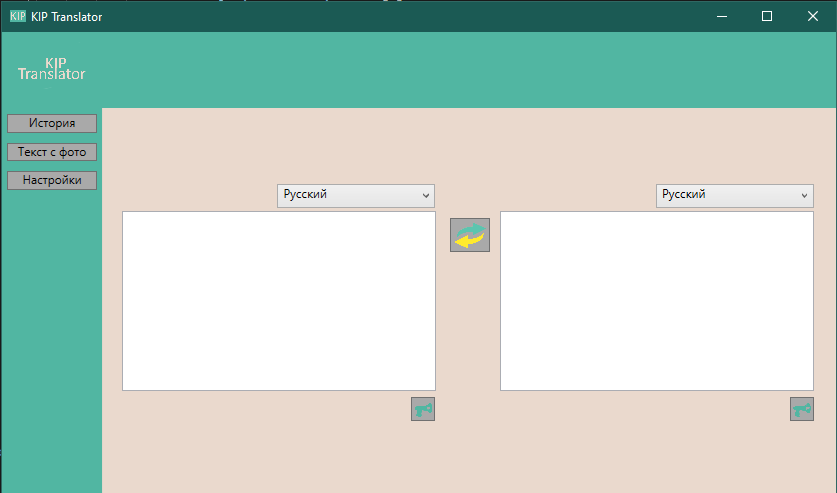 KIP KIP Translator
KIP
Translator
История
Текст с фото
Настройки
Русский
Русский